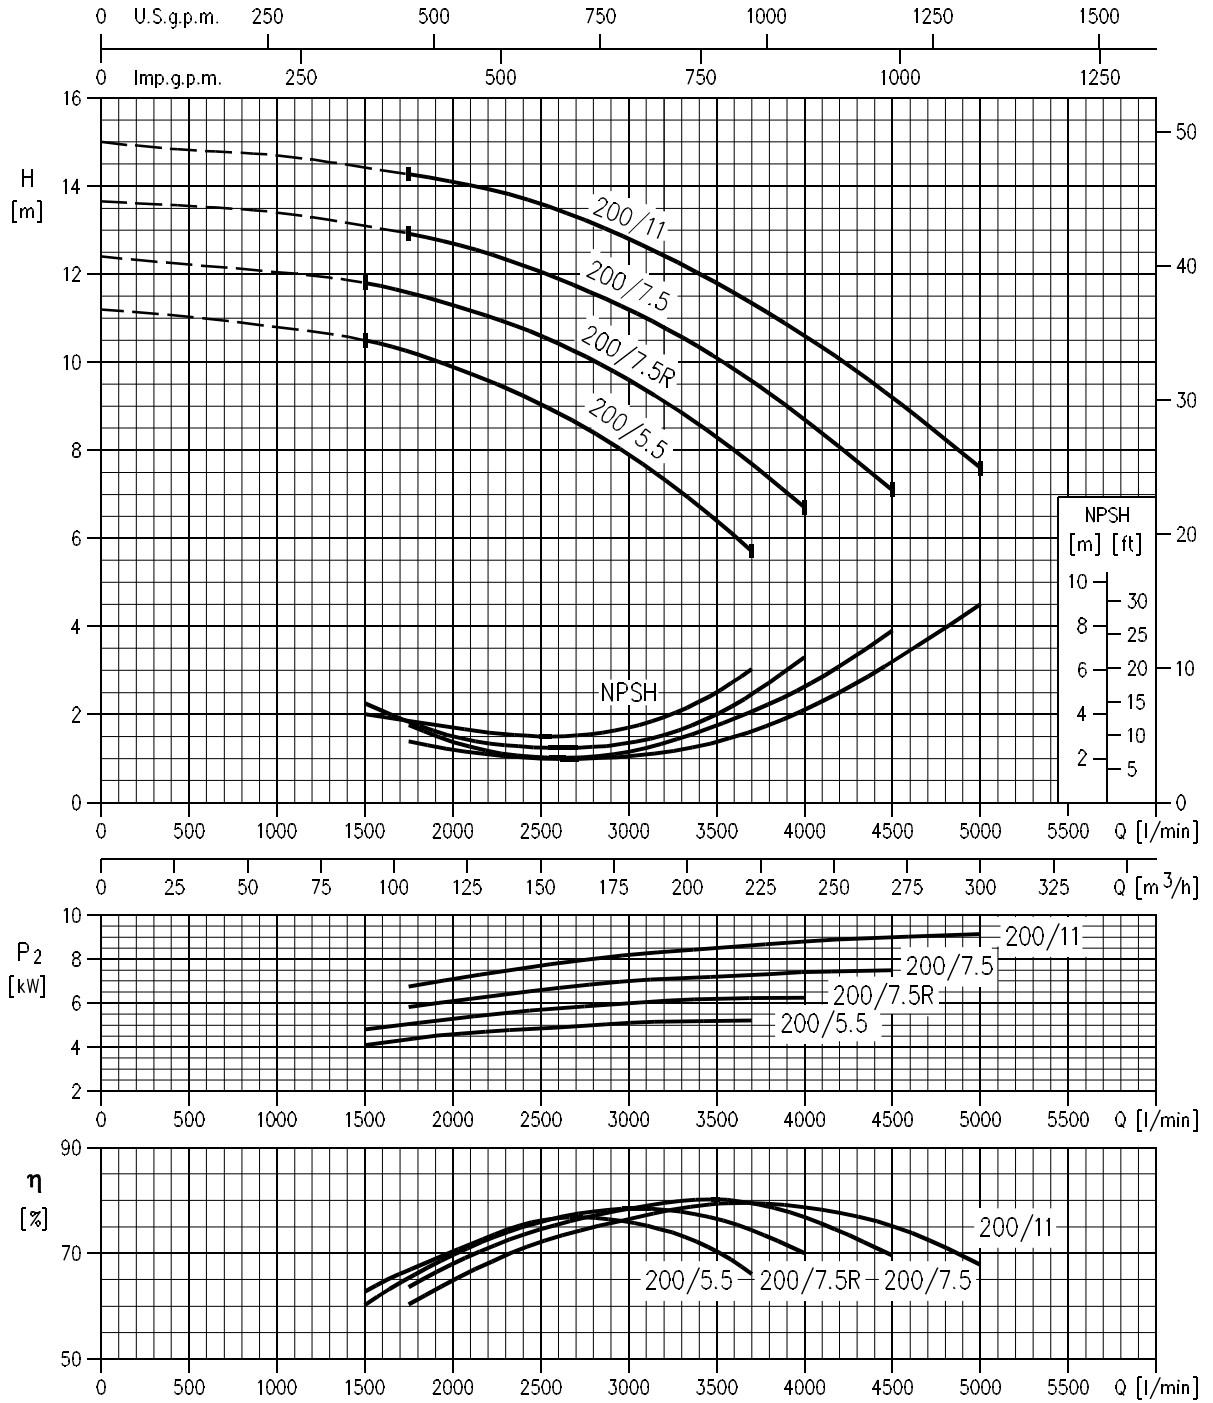 0 U.S.g.p.m. 250 500 750 1000 1250 1500
0 Imp.g.p.m. 250 500 750 1000 1250
16
50
H
[m]
14
200/11
12
40
200/7.5
200/7.5R
10
30
200/5.5
8
NPSH
[m] [ft]
6
20
10
30
4
8
25
6
20
10
NPSH
15
2
4
10
2
5
0
0
0 500 1000 1500 2000 2500 3000 3500 4000 4500 5000 5500 Q [l/min]
0 25 50 75 100 125 150 175 200 225 250 275 300 325 Q [m³/h]
10
P2
[kW]
200/11
8
200/7.5
6
200/7.5R
200/5.5
4
2
0 500 1000 1500 2000 2500 3000 3500 4000 4500 5000 5500 Q [l/min]
90
η
[%]
200/11
70
200/5.5 200/7.5R 200/7.5
50
0 500 1000 1500 2000 2500 3000 3500 4000 4500 5000 5500 Q [l/min]